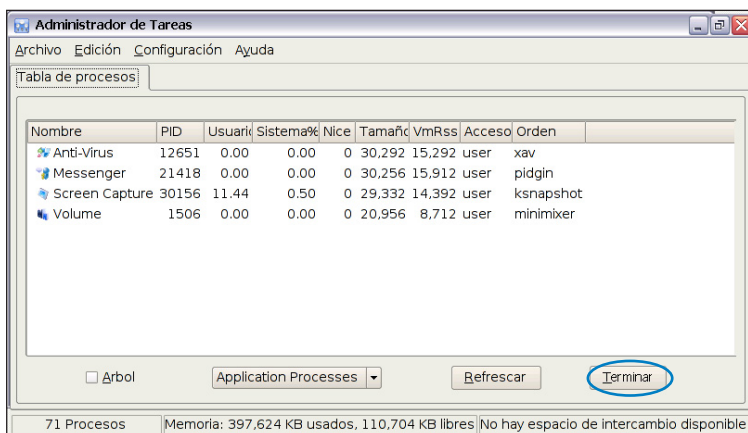 Administrador de Tareas
Archivo Edición Configuración Ayuda
Tabla de procesos
Nombre PID Usuario Sistema% Nice Tamaño VmRss Acceso Orden
Anti-Virus 12651 0.00 0.00 0 30,292 15,292 user xav
Messenger 21418 0.00 0.00 0 30,256 15,912 user pidgin
Screen Capture 30156 11.44 0.50 0 29,332 14,392 user ksnapshot
Volume 1506 0.00 0.00 0 20,956 8,712 user minimixer
Arbol Application Processes Refrescar Terminar
71 Procesos Memoria: 397,624 KB usados, 110,704 KB libres No hay espacio de intercambio disponible